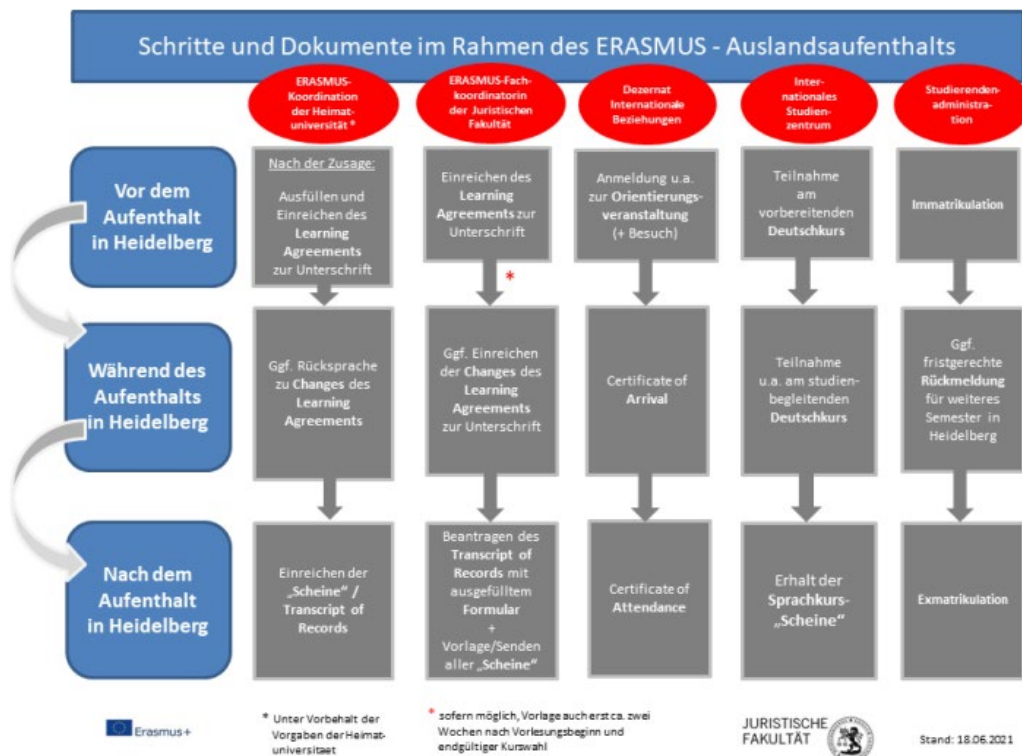 Schritte und Dokumente im Rahmen des ERASMUS - Auslandsaufenthalts
ERASMUS-
Koordination
der Heimat-
universität *
ERASMUS-Fach-
koordinatorin
der Juristischen
Fakultät
Dezernat
Internationale
Beziehungen
Inter-
nationales
Studien-
zentrum
Studierenden-
administra-
tion
Vor dem
Aufenthalt
in Heidelberg
Nach der Zusage:
Ausfüllen und
Einreichen des
Learning
Agreements
zur Unterschrift
Einreichen des
Learning
Agreements zur
Unterschrift
Anmeldung u.a.
zur Orientierungs-
veranstaltung
(+ Besuch)
Teilnahme
am
vorbereitenden
Deutschkurs
Immatrikulation
*
Während des
Aufenthalts
in Heidelberg
Ggf. Rücksprache
zu Changes des
Learning
Agreements
Ggf. Einreichen
der Changes des
Learning
Agreements
zur Unterschrift
Certificate of
Arrival
Teilnahme
u.a. am studien-
begleitenden
Deutschkurs
Ggf.
fristgerechte
Rückmeldung
für weiteres
Semester in
Heidelberg
Nach dem
Aufenthalt
in Heidelberg
Einreichen der
„Scheine“ /
Transcript of
Records
Beantragen des
Transcript of
Records mit
ausgefülltem
Formular
+
Vorlage/Senden
aller „Scheine“
Certificate of
Attendance
Erhalt der
Sprachkurs-
„Scheine“
Exmatrikulation
Erasmus+
* Unter Vorbehalt der
Vorgaben der Heimat-
universitaet
* sofern möglich, Vorlage auch erst ca. zwei
Wochen nach Vorlesungsbeginn und
endgültiger Kurswahl
JURISTISCHE
FAKULTÄT
Stand: 18.06.2021